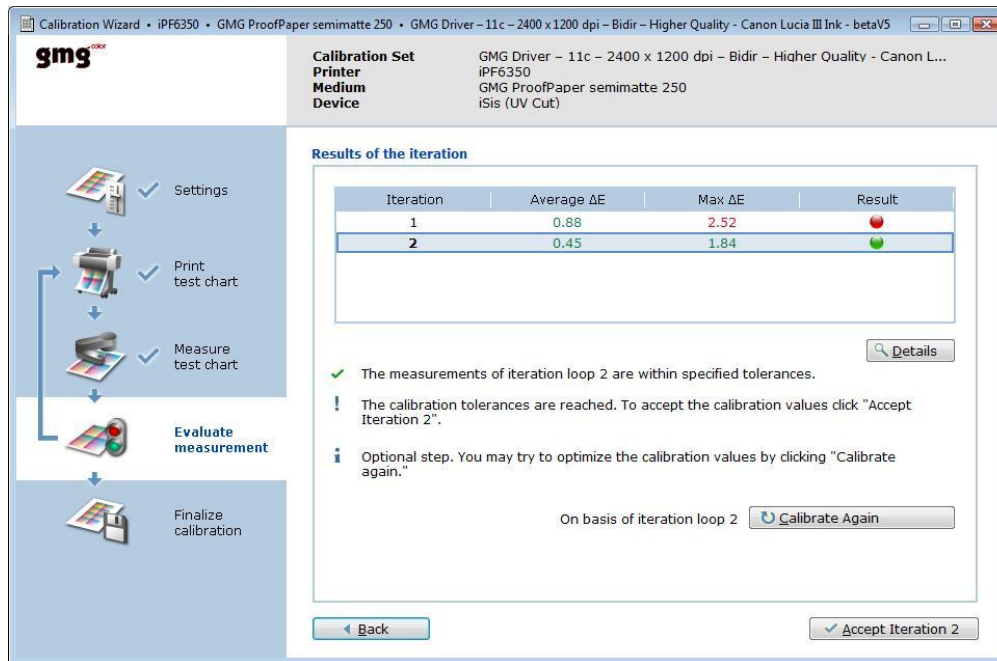 Calibration Wizard • iPF6350 • GMG ProofPaper semimatte 250 • GMG Driver – 11c – 2400 x 1200 dpi – Bidir – Higher Quality - Canon Lucia III Ink - betaV5
gmg color
Calibration Set GMG Driver – 11c – 2400 x 1200 dpi – Bidir – Higher Quality - Canon L...
Printer iPF6350
Medium GMG ProofPaper semimatte 250
Device iSis (UV Cut)
Settings
Print
test chart
Measure
test chart
Evaluate
measurement
Finalize
calibration
Results of the iteration
Iteration Average ΔE Max ΔE Result
1 0.88 2.52
2 0.45 1.84
Details
The measurements of iteration loop 2 are within specified tolerances.
! The calibration tolerances are reached. To accept the calibration values click "Accept
Iteration 2".
i Optional step. You may try to optimize the calibration values by clicking "Calibrate
again."
On basis of iteration loop 2 Calibrate Again
Back Accept Iteration 2